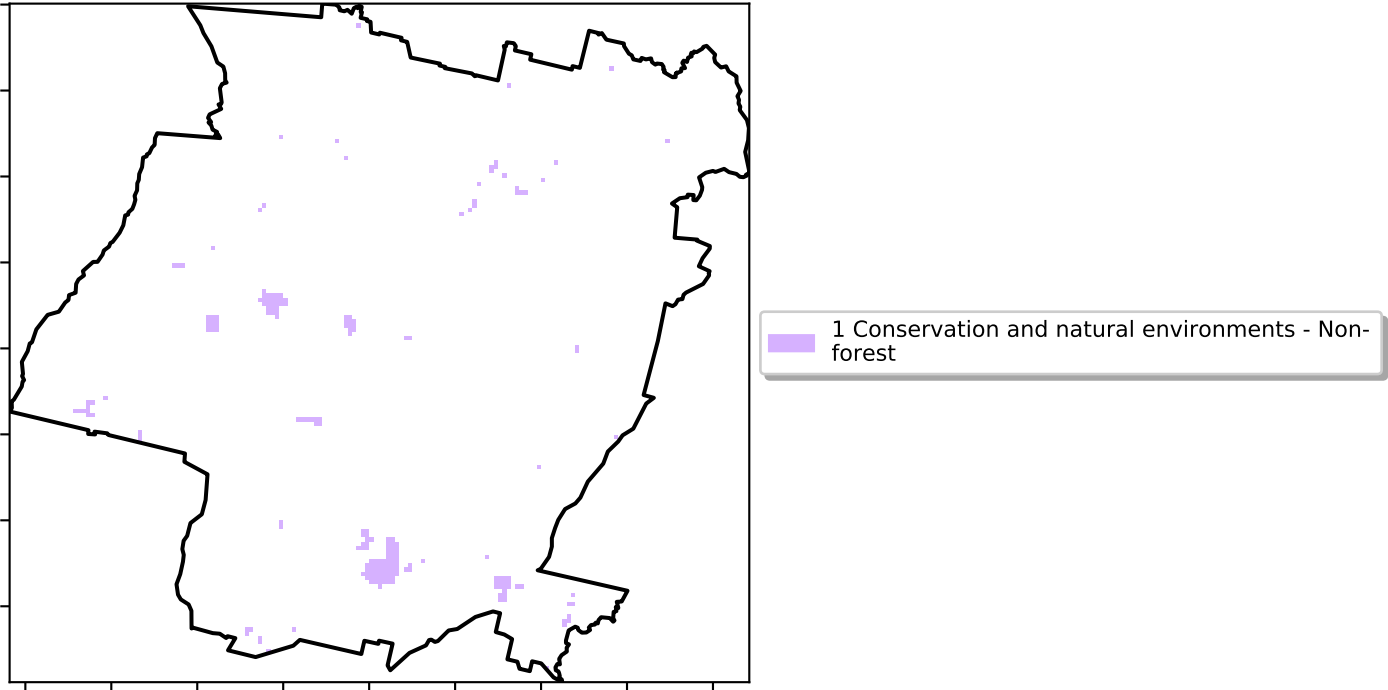 1 Conservation and natural environments - Non-
forest